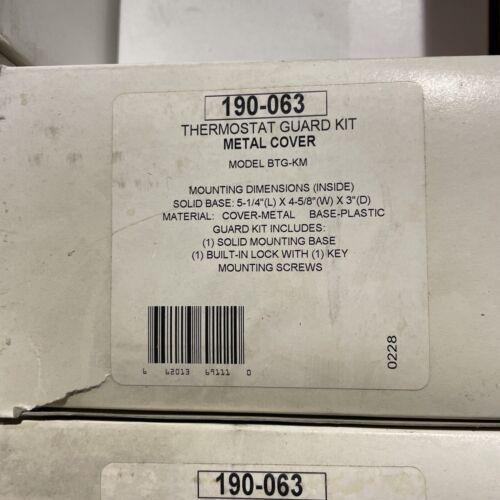 190-063
THERMOSTAT GUARD KIT
METAL COVER
MODEL BTG-KM
MOUNTING DIMENSIONS (INSIDE)
SOLID BASE: 5-1/4"(L) X 4-5/8"(W) X 3"(D)
MATERIAL: COVER-METAL BASE-PLASTIC
GUARD KIT INCLUDES:
(1) SOLID MOUNTING BASE
(1) BUILT-IN LOCK WITH (1) KEY
MOUNTING SCREWS
6 62013 69111 0
0228
190-063